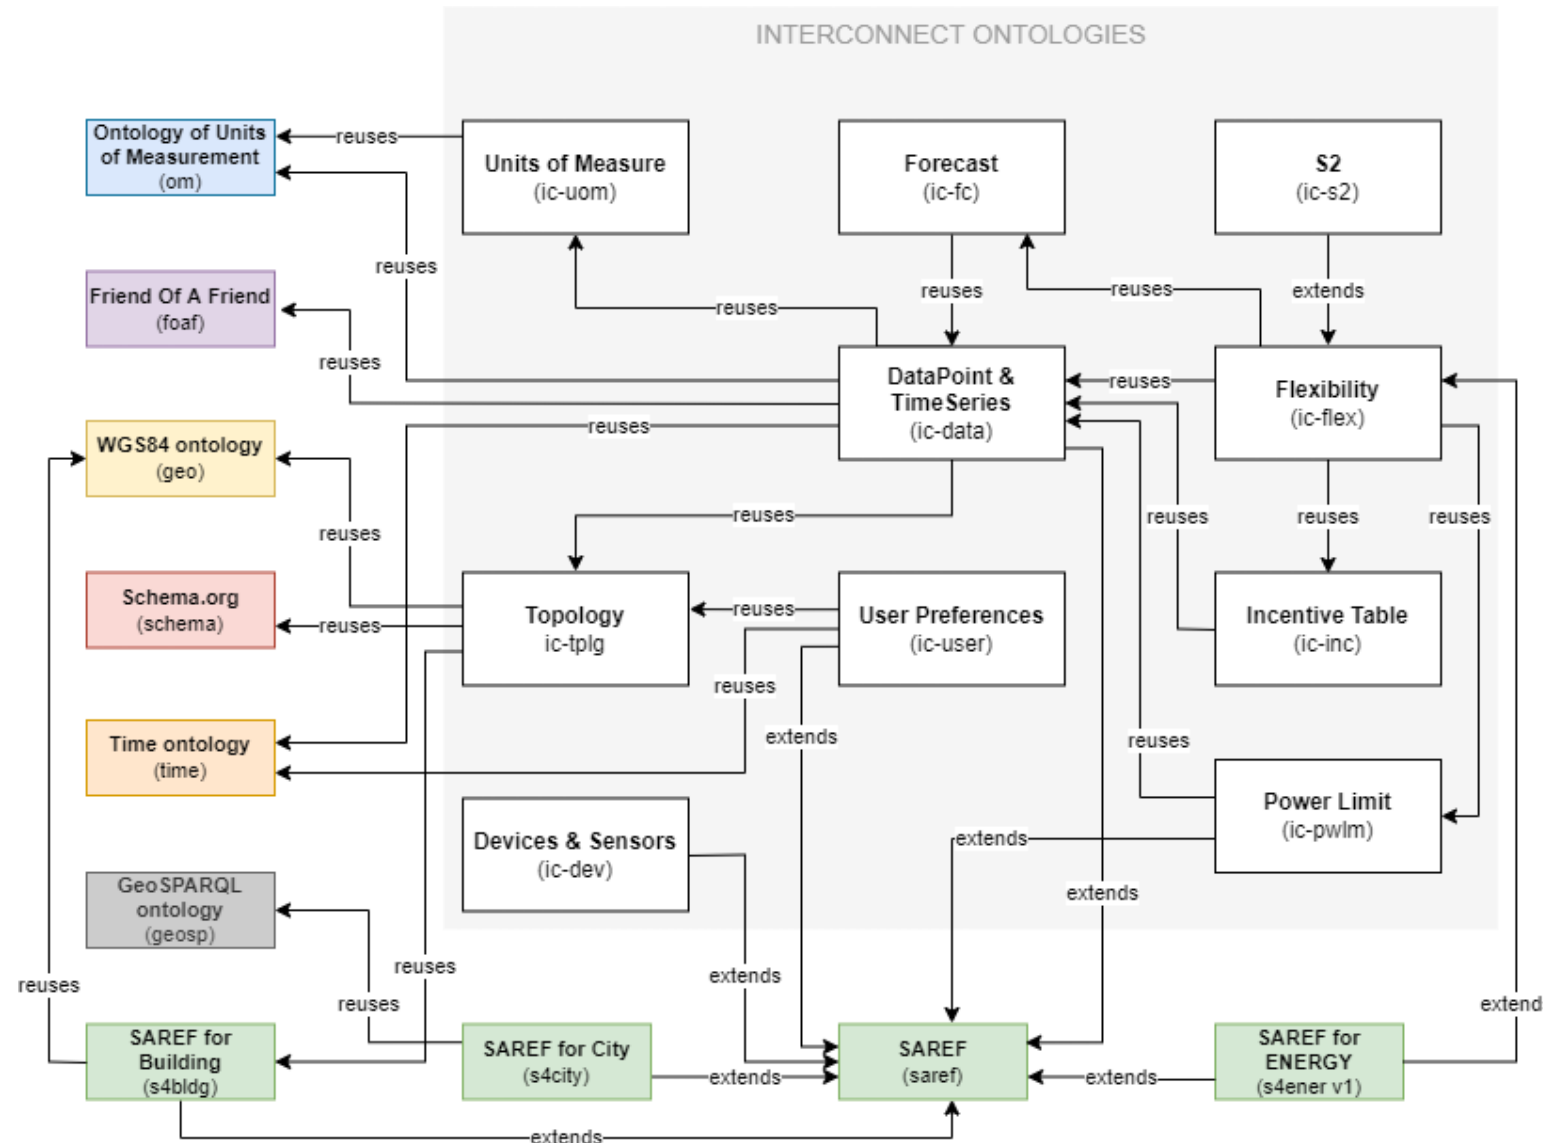 INTERCONNECT ONTOLOGIES
Ontology of Units
of Measurement
(om)
reuses
Units of Measure
(ic-uom)
Forecast
(ic-fc)
S2
(ic-s2)
reuses
Friend Of A Friend
(foaf)
reuses
reuses
reuses
extends
reuses
DataPoint &
TimeSeries
(ic-data)
reuses
Flexibility
(ic-flex)
WGS84 ontology
(geo)
reuses
reuses
reuses
reuses
reuses
reuses
Schema.org
(schema)
reuses
Topology
ic-tplg
reuses
User Preferences
(ic-user)
Incentive Table
(ic-inc)
reuses
extends
reuses
Time ontology
(time)
Devices & Sensors
(ic-dev)
extends
Power Limit
(ic-pwlm)
GeoSPARQL
ontology
(geosp)
extends
reuses
reuses
reuses
extends
extend
SAREF for
Building
(s4bldg)
SAREF for City
(s4city)
extends
SAREF
(saref)
extends
SAREF for
ENERGY
(s4ener v1)
extends